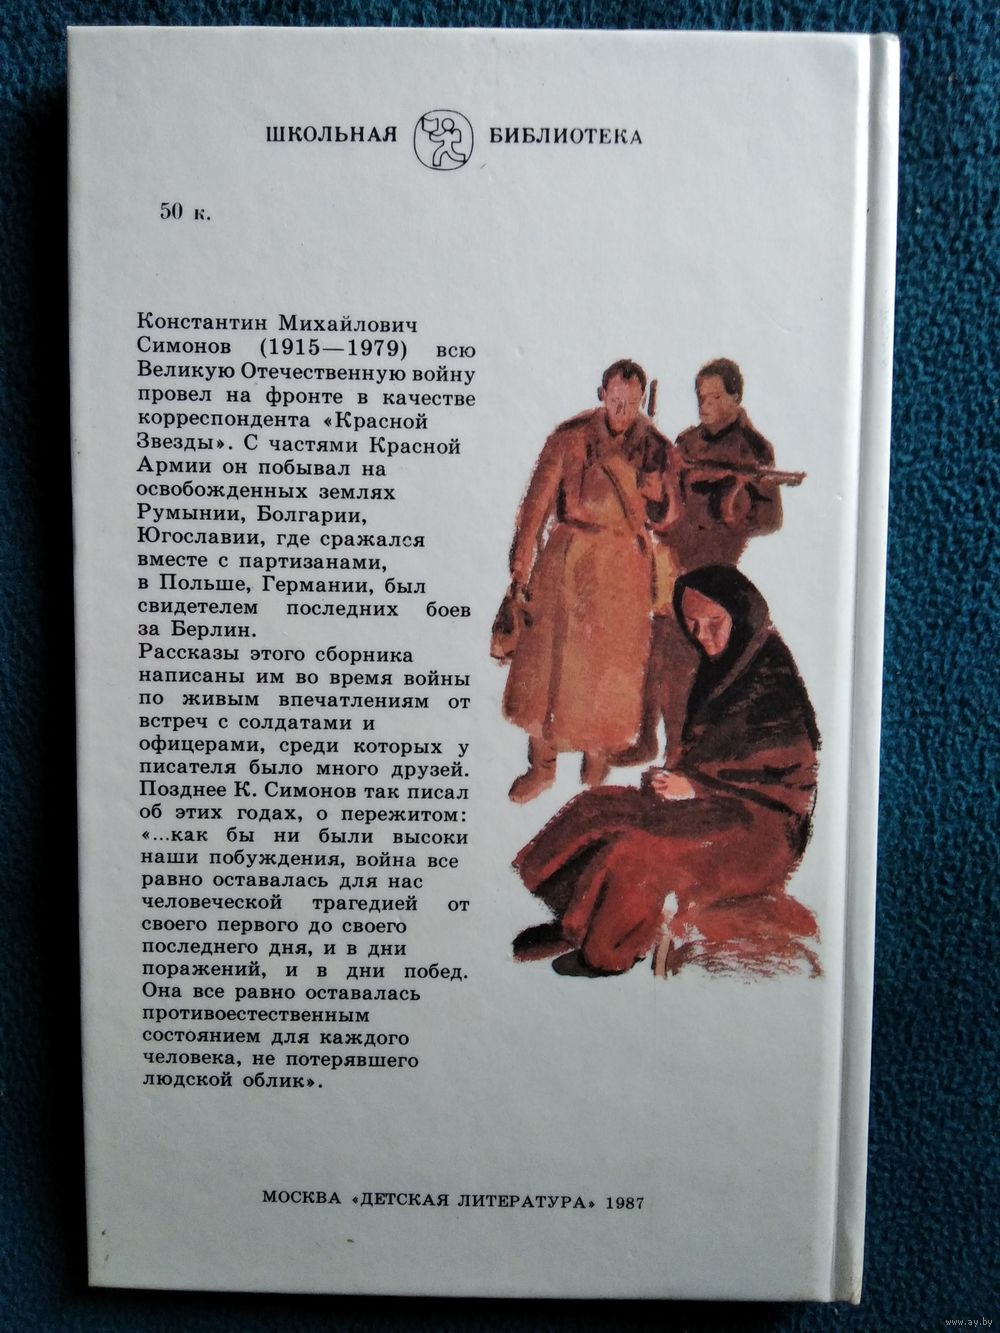 ШКОЛЬНАЯ БИБЛИОТЕКА
50 к.
Константин Михайлович
Симонов (1915—1979) всю
Великую Отечественную войну
провел на фронте в качестве
корреспондента «Красной
Звезды». С частями Красной
Армии он побывал на
освобожденных землях
Румынии, Болгарии,
Югославии, где сражался
вместе с партизанами,
в Польше, Германии, был
свидетелем последних боев
за Берлин.
Рассказы этого сборника
написаны им во время войны
по живым впечатлениям от
встреч с солдатами и
офицерами, среди которых у
писателя было много друзей.
Позднее К. Симонов так писал
об этих годах, о пережитом:
«...как бы ни были высоки
наши побуждения, война все
равно оставалась для нас
человеческой трагедией от
своего первого до своего
последнего дня, и в дни
поражений, и в дни побед.
Она все равно оставалась
противоестественным
состоянием для каждого
человека, не потерявшего
людской облик».
МОСКВА «ДЕТСКАЯ ЛИТЕРАТУРА» 1987
www.ay.by